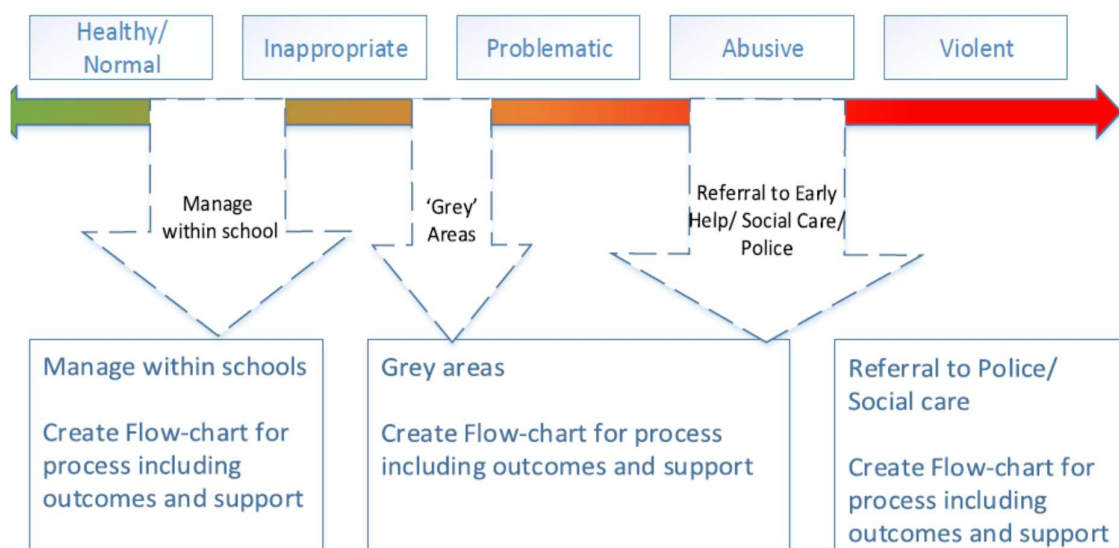 Healthy/
Normal
Inappropriate
Problematic
Abusive
Violent
Manage
within school
‘Grey’
Areas
Referral to Early
Help/ Social Care/
Police
Manage within schools
Create Flow-chart for
process including
outcomes and support
Grey areas
Create Flow-chart for process
including outcomes and support
Referral to Police/
Social care
Create Flow-chart for
process including
outcomes and support